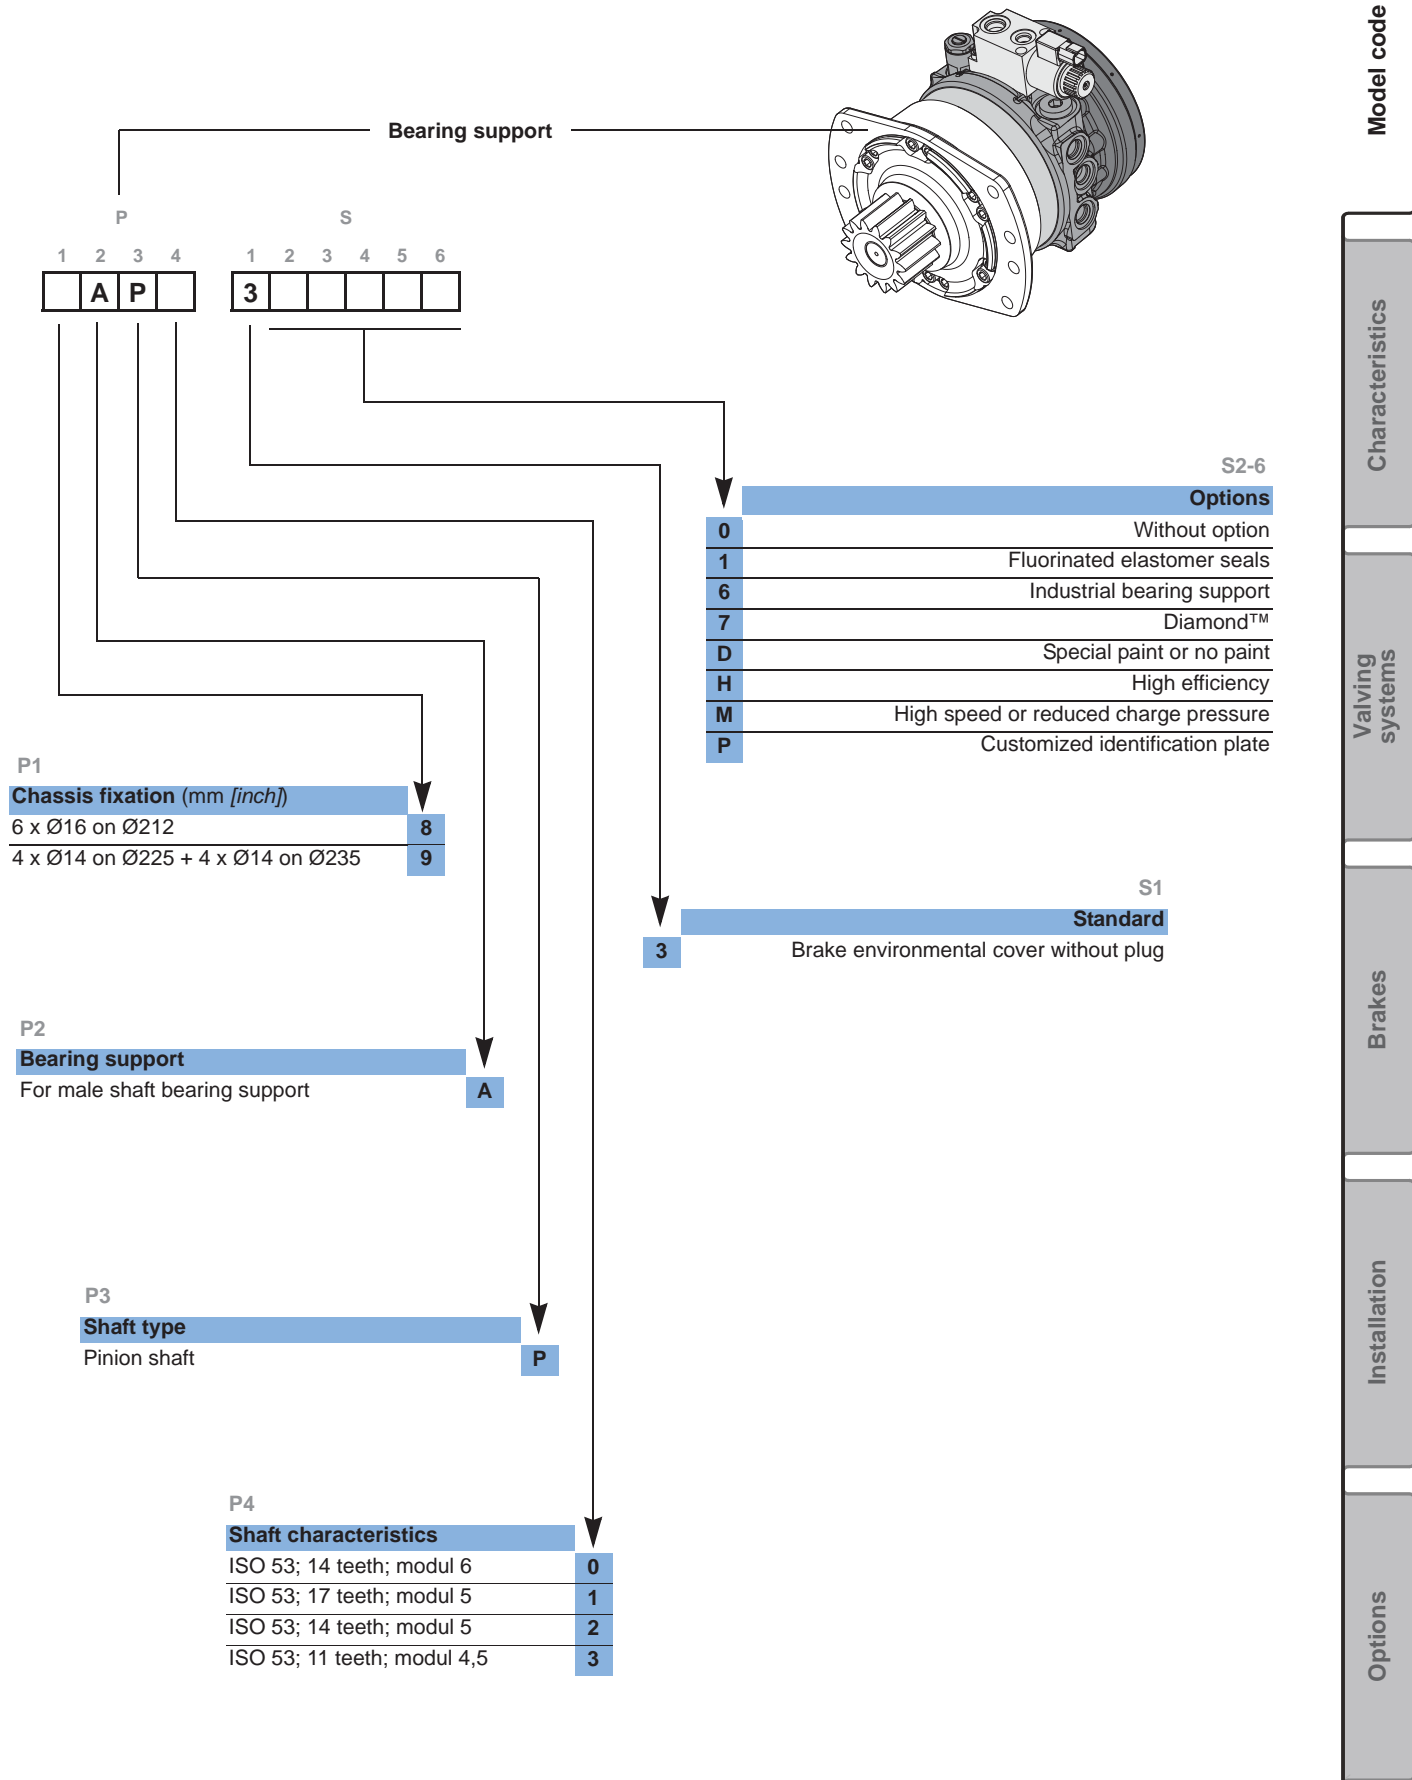 Model code
Bearing support
P S
1 2 3 4 1 2 3 4 5 6
A P 3
S2-6
Options
0 Without option
1 Fluorinated elastomer seals
6 Industrial bearing support
7 Diamond™
D Special paint or no paint
H High efficiency
M High speed or reduced charge pressure
P Customized identification plate
P1
Chassis fixation (mm [inch])
6 x Ø16 on Ø212 8
4 x Ø14 on Ø225 + 4 x Ø14 on Ø235 9
S1
Standard
3 Brake environmental cover without plug
P2
Bearing support
For male shaft bearing support A
P3
Shaft type
Pinion shaft P
P4
Shaft characteristics
ISO 53; 14 teeth; modul 6 0
ISO 53; 17 teeth; modul 5 1
ISO 53; 14 teeth; modul 5 2
ISO 53; 11 teeth; modul 4,5 3
Characteristics
Valving
systems
Brakes
Installation
Options